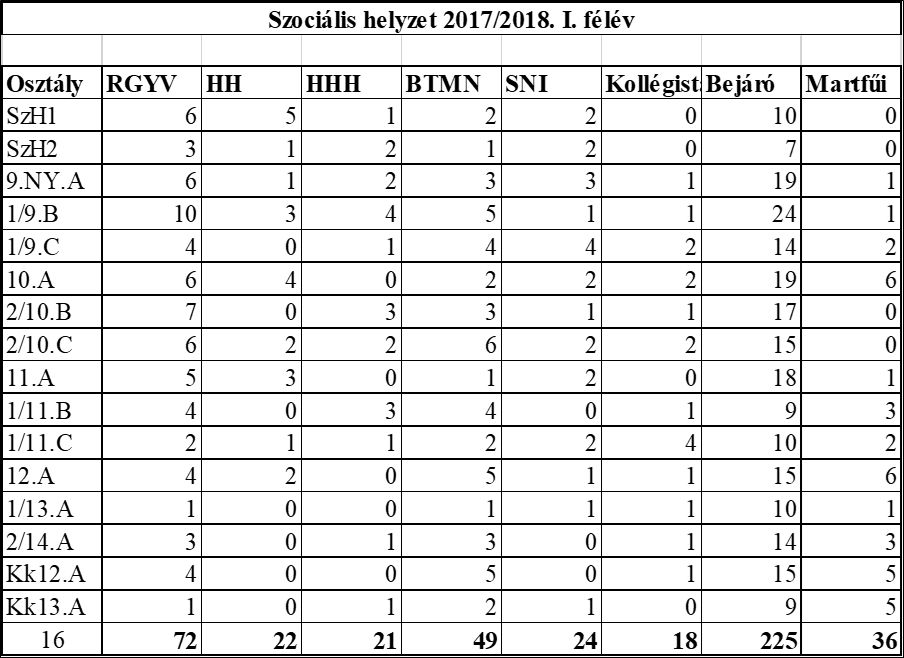 Szociális helyzet 2017/2018. I. félév
Osztály RGYV HH HHH BTMN SNI Kollégist Bejáró Martfűi
SzH1 6 5 1 2 2 0 10 0
SzH2 3 1 2 1 2 0 7 0
9.NY.A 6 1 2 3 3 1 19 1
1/9.B 10 3 4 5 1 1 24 1
1/9.C 4 0 1 4 4 2 14 2
10.A 6 4 0 2 2 2 19 6
2/10.B 7 0 3 3 1 1 17 0
2/10.C 6 2 2 6 2 2 15 0
11.A 5 3 0 1 2 0 18 1
1/11.B 4 0 3 4 0 1 9 3
1/11.C 2 1 1 2 2 4 10 2
12.A 4 2 0 5 1 1 15 6
1/13.A 1 0 0 1 1 1 10 1
2/14.A 3 0 1 3 0 1 14 3
Kk12.A 4 0 0 5 0 1 15 5
Kk13.A 1 0 1 2 1 0 9 5
16 72 22 21 49 24 18 225 36